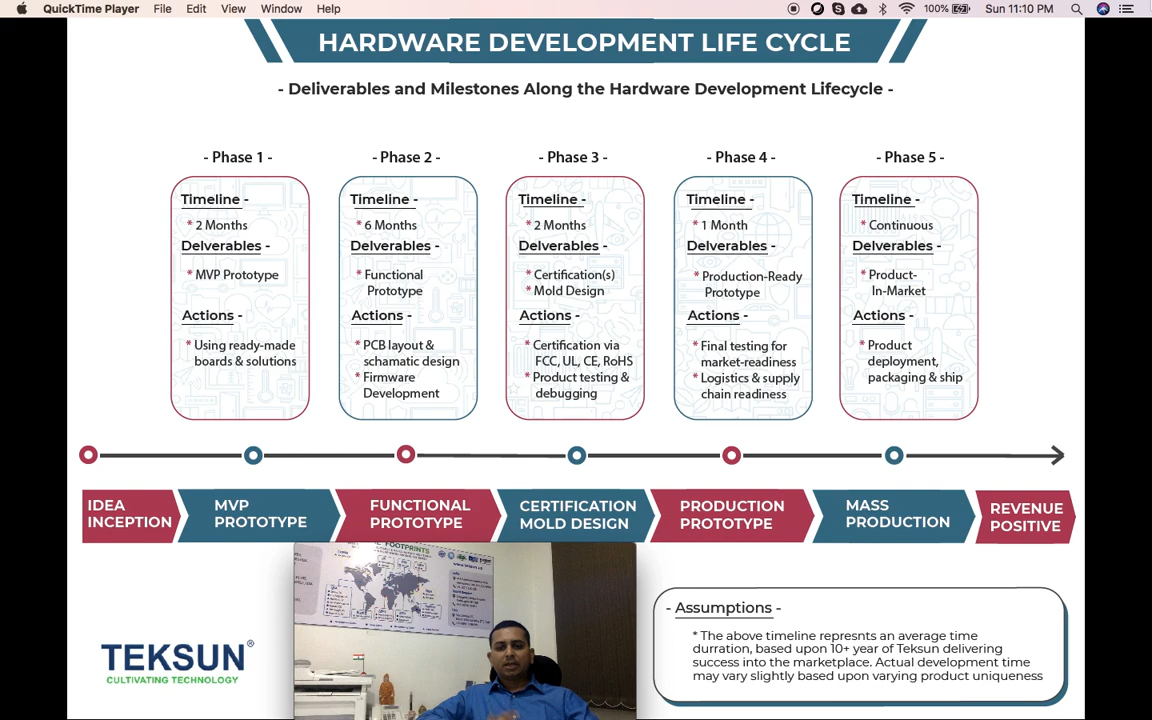 QuickTime Player File Edit View Window Help 100% Sun 11:10 PM
HARDWARE DEVELOPMENT LIFE CYCLE
- Deliverables and Milestones Along the Hardware Development Lifecycle -
- Phase 1 -
Timeline -
* 2 Months
Delverables -
* MVP Prototype
Actions -
* Using ready-made
boards & solutions
- Phase 2 -
Timeline -
* 6 Months
Delverables -
* Functional
Prototype
Actions -
* PCB layout &
schamatic design
* Firmware
Development
- Phase 3 -
Timeline -
* 2 Months
Delverables -
* Certification(s)
* Mold Design
Actions -
* Certification via
FCC, UL, CE, RoHS
* Product testing &
debugging
- Phase 4 -
Timeline -
* 1 Month
Delverables -
* Production-Ready
Prototype
Actions -
* Final testing for
market-readiness
* Logistics & supply
chain readiness
- Phase 5 -
Timeline -
* Continuous
Delverables -
* Product-
In-Market
Actions -
* Product
deployment,
packaging & ship
IDEA
INCEPTION
MVP
PROTOTYPE
FUNCTIONAL
PROTOTYPE
CERTIFICATION
MOLD DESIGN
PRODUCTION
PROTOTYPE
MASS
PRODUCTION
REVENUE
POSITIVE
FOOTPRINTS
TEKSUN®
CULTIVATING TECHNOLOGY
- Assumptions -
* The above timeline represnts an average time
durration, based upon 10+ year of Teksun delivering
success into the marketplace. Actual development time
may vary slightly based upon varying product uniqueness